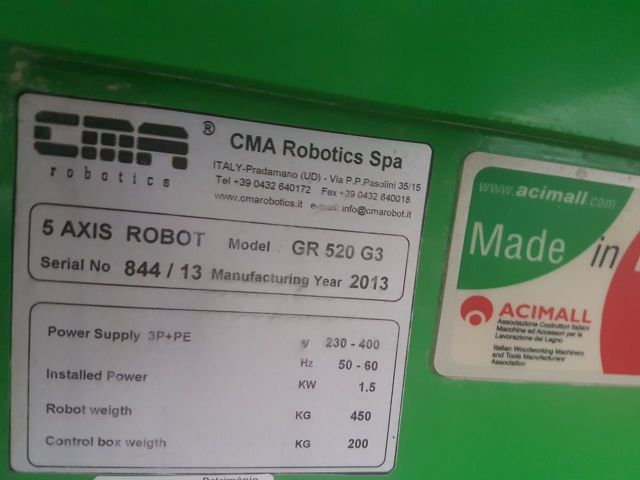 CMA ®
robotics
CMA Robotics Spa
ITALY-Pradamano (UD) - Via P.P.Pasolini 35/15
Tel +39 0432 640172 Fax +39 0432 640018
www.cmarobotics.it e-mail: info@cmarobot.it
5 AXIS ROBOT Model : GR 520 G3
Serial No 844 / 13 Manufacturing Year 2013
Power Supply 3P+PE V 230 - 400
Hz 50 - 60
Installed Power KW 1.5
Robot weigth KG 450
Control box weigth KG 200
www.acimall.com
Made in
ACIMALL
Associazione Costruttori Italiani
Macchine ed Accessori per la
Lavorazione del Legno
Italian Woodworking Machinery
and Tools Manufacturers'
Association